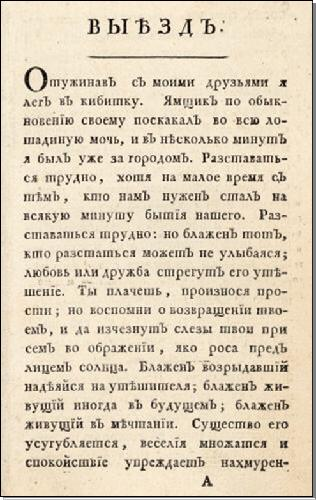 ВЫѢЗДЪ.
Отужинавъ съ моими друзьями я
легъ въ кибитку. Ямщикъ по обык-
новенію своему поскакалъ во всю ло-
шадиную мочь, и въ нѣсколько минутъ
я былъ уже за городомъ. Разставать-
ся трудно, хотя на малое время съ
тѣмъ, кто намъ нуженъ сталъ на
всякую минуту бытія нашего. Раз-
ставаться трудно: но блаженъ тотъ,
кто разстаться можетъ не улыбаяся;
любовь или дружба стрегутъ его утѣ-
шеніе. Ты плачешь, произнося про-
сти; но воспомни о возвращеніи тво-
емъ, и да изчезнутъ слезы твои при
семъ во ображеніи, яко роса предъ
лицемъ солнца. Блаженъ возрыдавшій
надѣяйся на утѣшителя; блаженъ жи-
вущій иногда въ будущемъ; блаженъ
живущій въ мѣчтаніи. Существо его
усугубляется, веселія множатся и
спокойствіе упреждаетъ нахмурен-
А